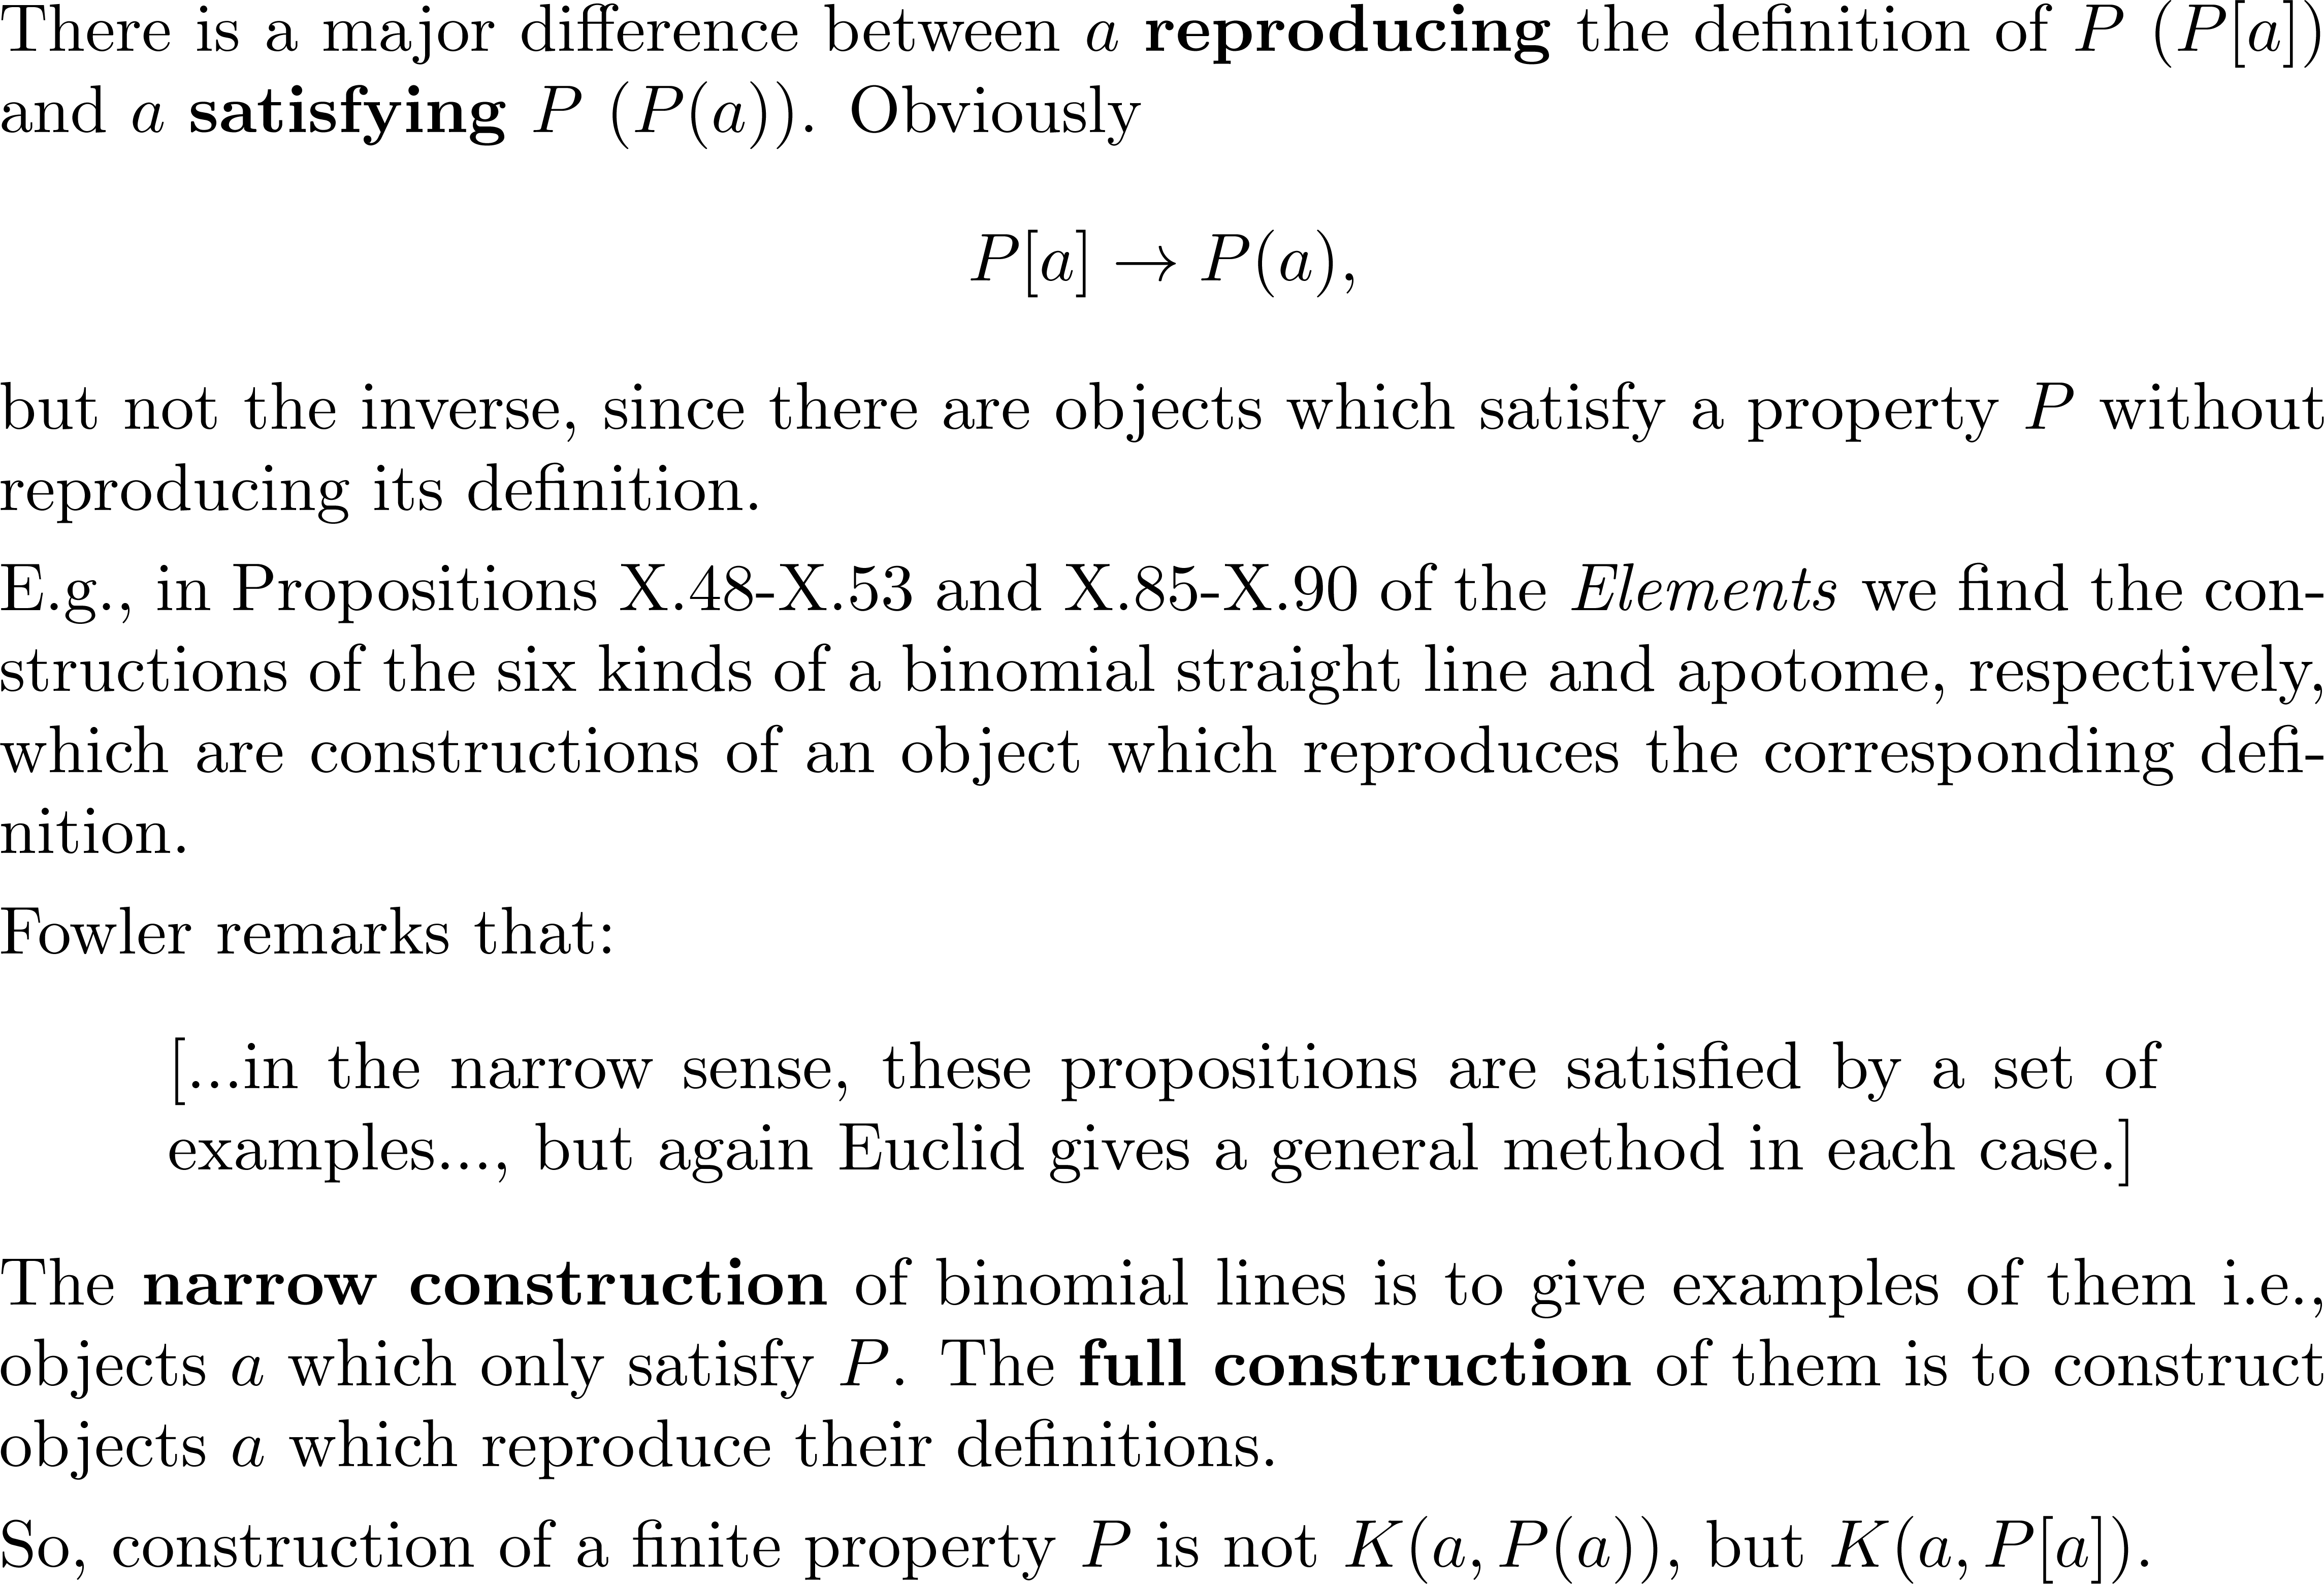 There is a major difference between a reproducing the definition of P (P[a])
and a satisfying P (P(a)). Obviously
P[a] → P(a),
but not the inverse, since there are objects which satisfy a property P without
reproducing its definition.
E.g., in Propositions X.48-X.53 and X.85-X.90 of the Elements we find the con-
structions of the six kinds of a binomial straight line and apotome, respectively,
which are constructions of an object which reproduces the corresponding defi-
nition.
Fowler remarks that:
[...in the narrow sense, these propositions are satisfied by a set of
examples..., but again Euclid gives a general method in each case.]
The narrow construction of binomial lines is to give examples of them i.e.,
objects a which only satisfy P. The full construction of them is to construct
objects a which reproduce their definitions.
So, construction of a finite property P is not K(a, P(a)), but K(a, P[a]).